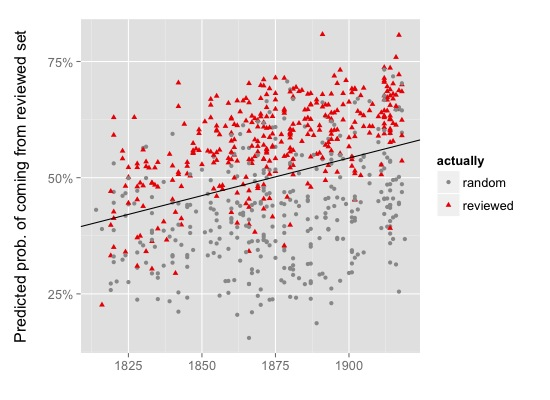 Predicted prob. of coming from reviewed set
75%
50%
25%
1825 1850 1875 1900
actually
random
reviewed